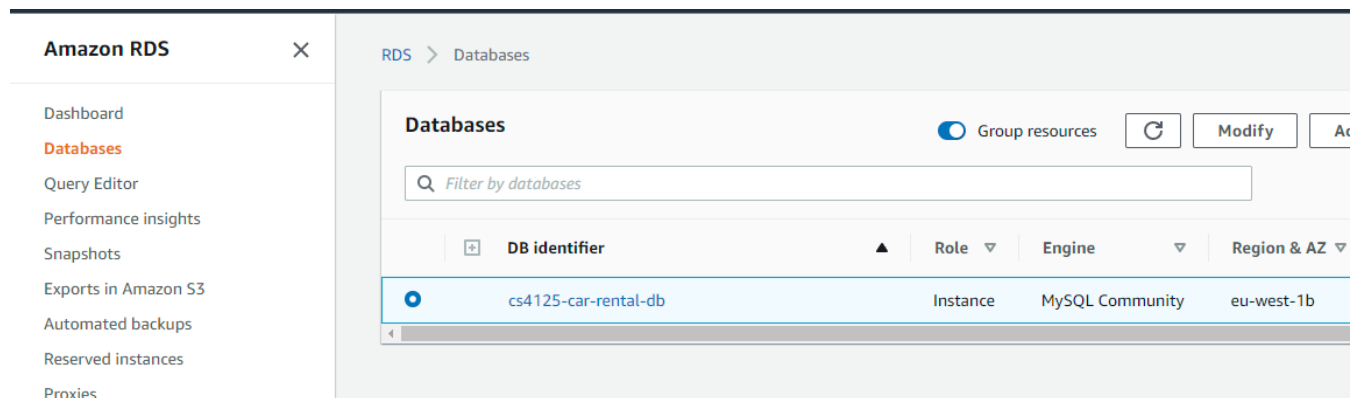 Amazon RDS
Dashboard
Databases
Query Editor
Performance insights
Snapshots
Exports in Amazon S3
Automated backups
Reserved instances
Proxies
RDS > Databases
Databases
Group resources
Modify
Filter by databases
DB identifier Role Engine Region & AZ
cs4125-car-rental-db Instance MySQL Community eu-west-1b